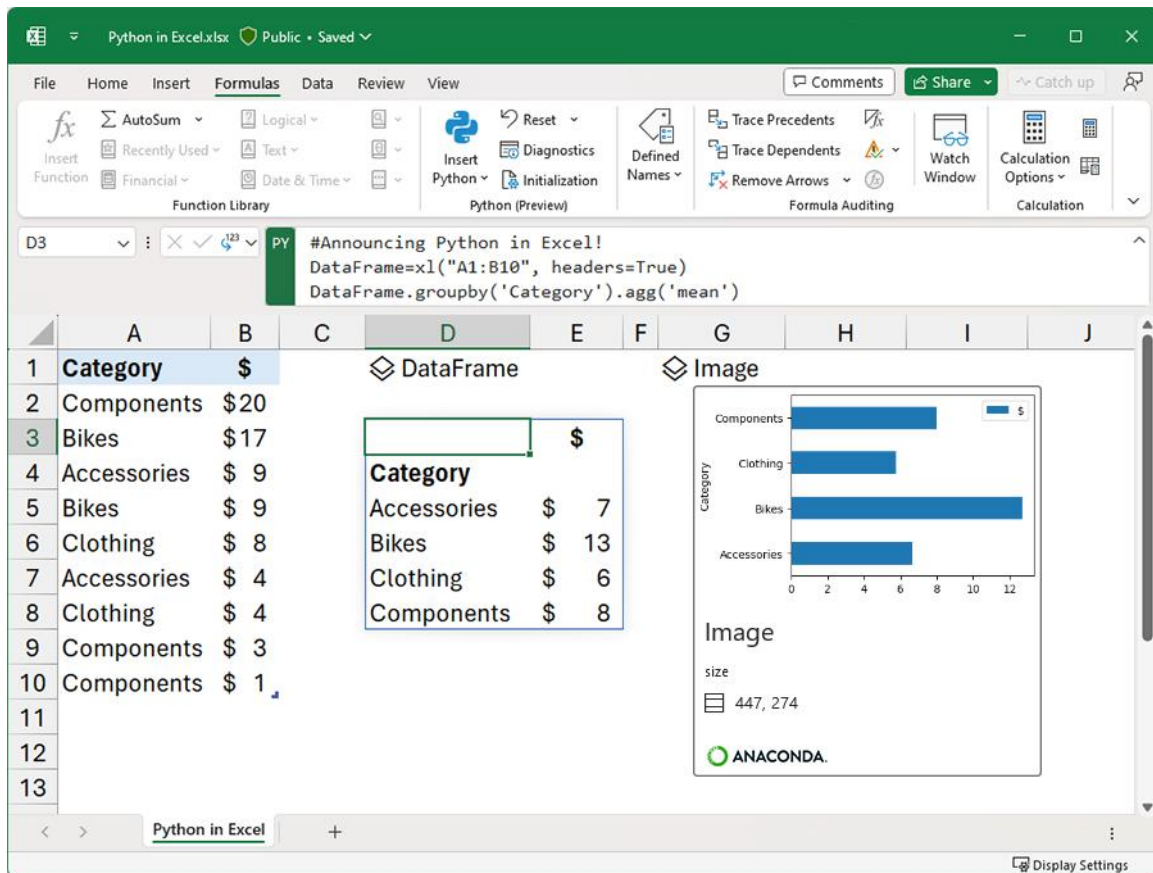 Python in Excel.xlsx Public • Saved
File Home Insert Formulas Data Review View Comments Share Catch up
fx
Insert Function
AutoSum
Recently Used
Financial
Logical
Text
Date & Time
Function Library
Insert Python
Reset
Diagnostics
Initialization
Python (Preview)
Defined Names
Trace Precedents
Trace Dependents
Remove Arrows
fx
fx
Formula Auditing
Watch Window
Calculation Options
Calculation
D3 123 PY #Announcing Python in Excel!
DataFrame=xl("A1:B10", headers=True)
DataFrame.groupby('Category').agg('mean')
A B C D E F G H I J
1 Category $ DataFrame Image
2 Components $20
3 Bikes $17 $
4 Accessories $ 9 Category
5 Bikes $ 9 Accessories $ 7
6 Clothing $ 8 Bikes $ 13
7 Accessories $ 4 Clothing $ 6
8 Clothing $ 4 Components $ 8
9 Components $ 3
10 Components $ 1
11
12
13
$
Category
Components
Clothing
Bikes
Accessories
0 2 4 6 8 10 12
Image
size
447, 274
ANACONDA.
Python in Excel
Display Settings